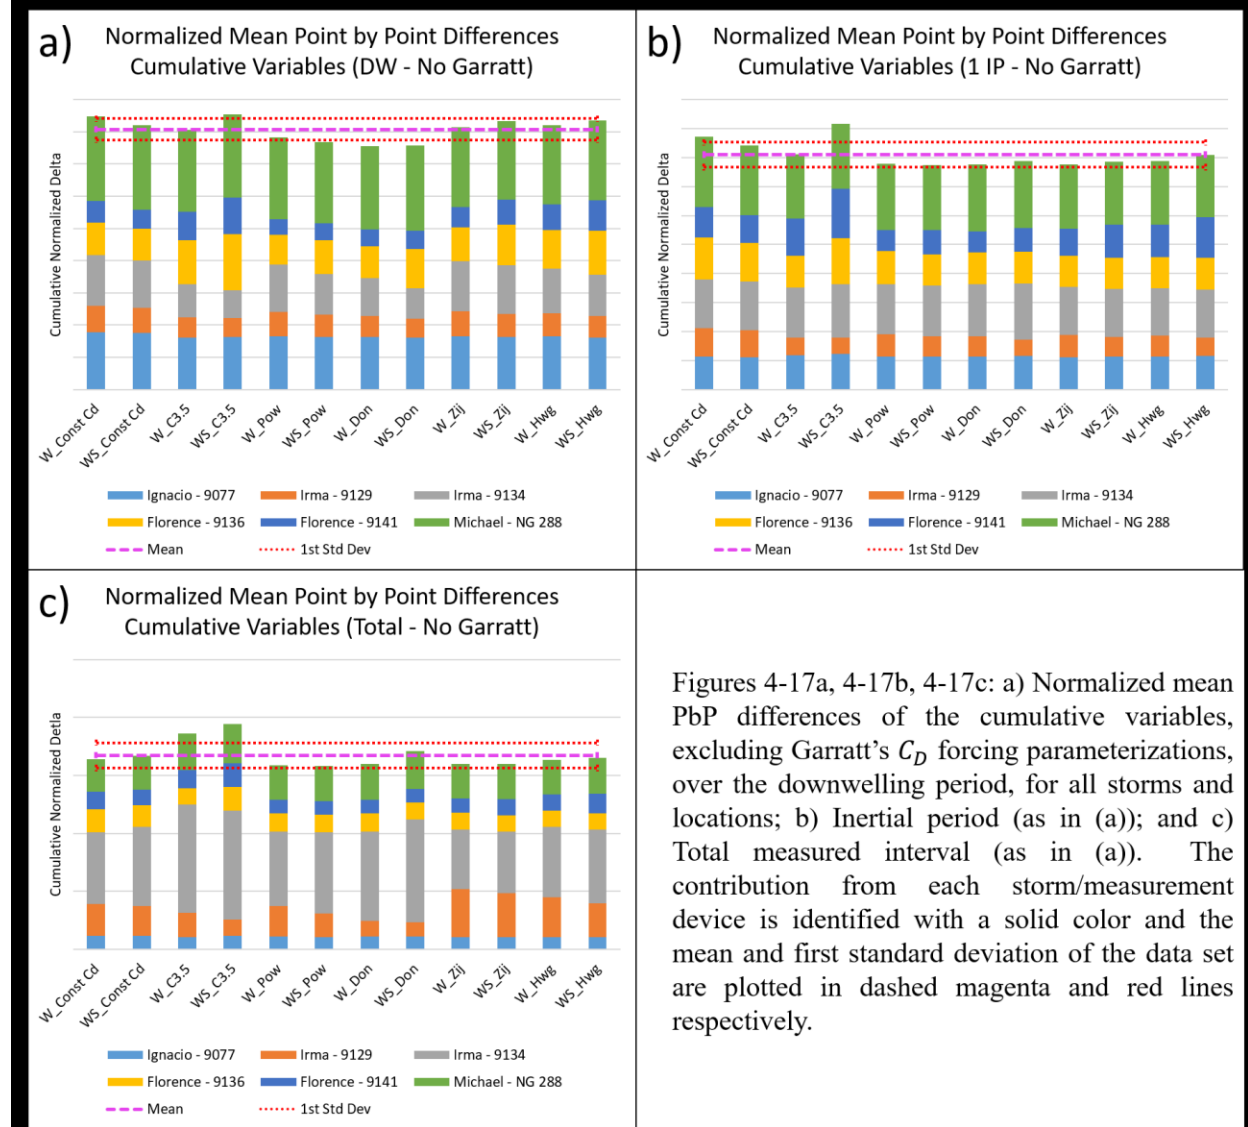 a)
Normalized Mean Point by Point Differences
Cumulative Variables (DW - No Garratt)
Cumulative Normalized Delta
W_Const Cd
WS_Const Cd
W_C3.5
WS_C3.5
W_Pow
WS_Pow
W_Don
WS_Don
W_Zij
WS_Zij
W_Hwg
WS_Hwg
Ignacio - 9077 Irma - 9129 Irma - 9134
Florence - 9136 Florence - 9141 Michael - NG 288
Mean 1st Std Dev
b)
Normalized Mean Point by Point Differences
Cumulative Variables (1 IP - No Garratt)
Cumulative Normalized Delta
W_Const Cd
WS_Const Cd
W_C3.5
WS_C3.5
W_Pow
WS_Pow
W_Don
WS_Don
W_Zij
WS_Zij
W_Hwg
WS_Hwg
Ignacio - 9077 Irma - 9129 Irma - 9134
Florence - 9136 Florence - 9141 Michael - NG 288
Mean 1st Std Dev
c)
Normalized Mean Point by Point Differences
Cumulative Variables (Total - No Garratt)
Cumulative Normalized Detla
W_Const Cd
WS_Const Cd
W_C3.5
WS_C3.5
W_Pow
WS_Pow
W_Don
WS_Don
W_Zij
WS_Zij
W_Hwg
WS_Hwg
Ignacio - 9077 Irma - 9129 Irma - 9134
Florence - 9136 Florence - 9141 Michael - NG 288
Mean 1st Std Dev
Figures 4-17a, 4-17b, 4-17c: a) Normalized mean
PbP differences of the cumulative variables,
excluding Garratt's C_D forcing parameterizations,
over the downwelling period, for all storms and
locations; b) Inertial period (as in (a)); and c)
Total measured interval (as in (a)). The
contribution from each storm/measurement
device is identified with a solid color and the
mean and first standard deviation of the data set
are plotted in dashed magenta and red lines
respectively.